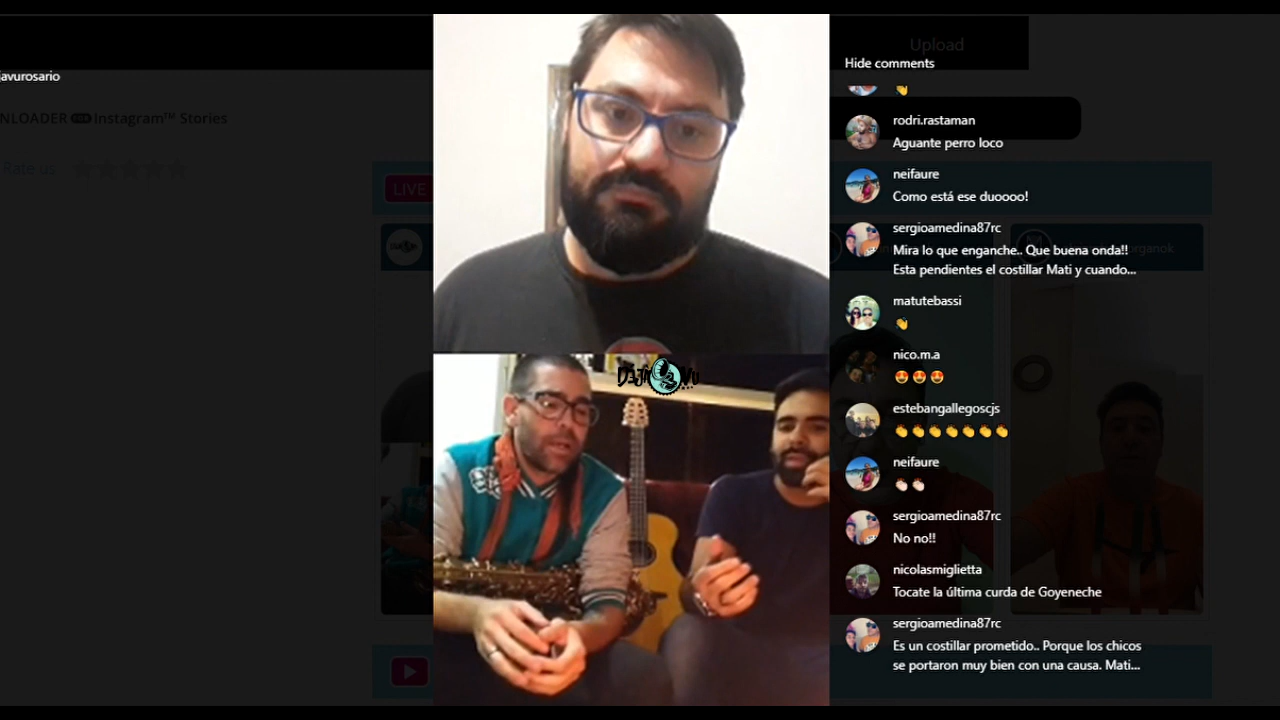 Upload
Hide comments
javurosario
NLOADER Instagram™ Stories
Rate us
LIVE
👏
rodri.rastaman
Aguante perro loco
neifaure
Como está ese duoooo!
sergioamedina87rc
Mira lo que enganche.. Que buena onda!!
Esta pendientes el costillar Mati y cuando...
matutebassi
👏
nico.m.a
😍😍😍
estebangallegoscjs
👏👏👏👏👏👏👏
neifaure
👏🏻👏🏻
sergioamedina87rc
No no!!
nicolasmiglietta
Tocate la última curda de Goyeneche
sergioamedina87rc
Es un costillar prometido.. Porque los chicos
se portaron muy bien con una causa. Mati...
DEJA VU